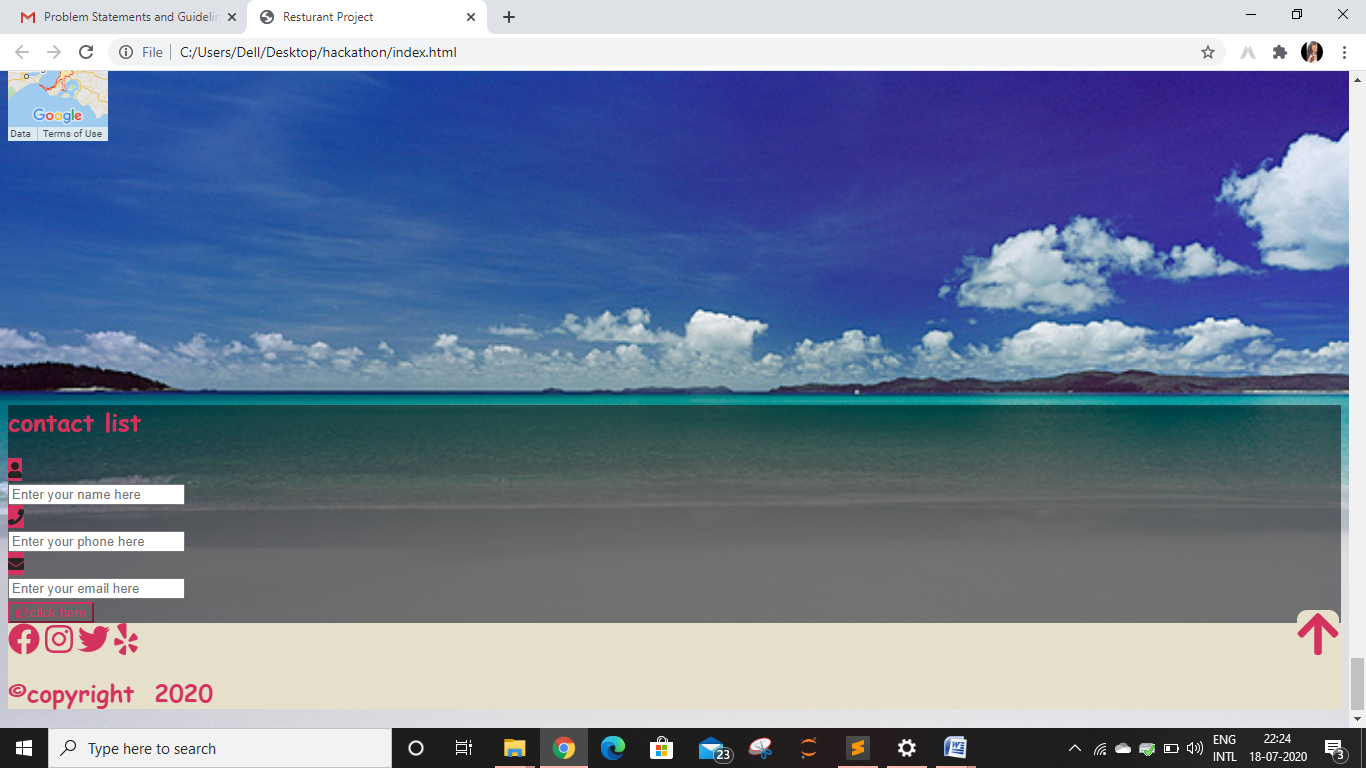 Problem Statements and Guidelin
Resturant Project
File
C:/Users/Dell/Desktop/hackathon/index.html
Google
Data
Terms of Use
contact list
Enter your name here
Enter your phone here
Enter your email here
click here
©copyright 2020
Type here to search
23
W
ENG
INTL
22:24
18-07-2020
3